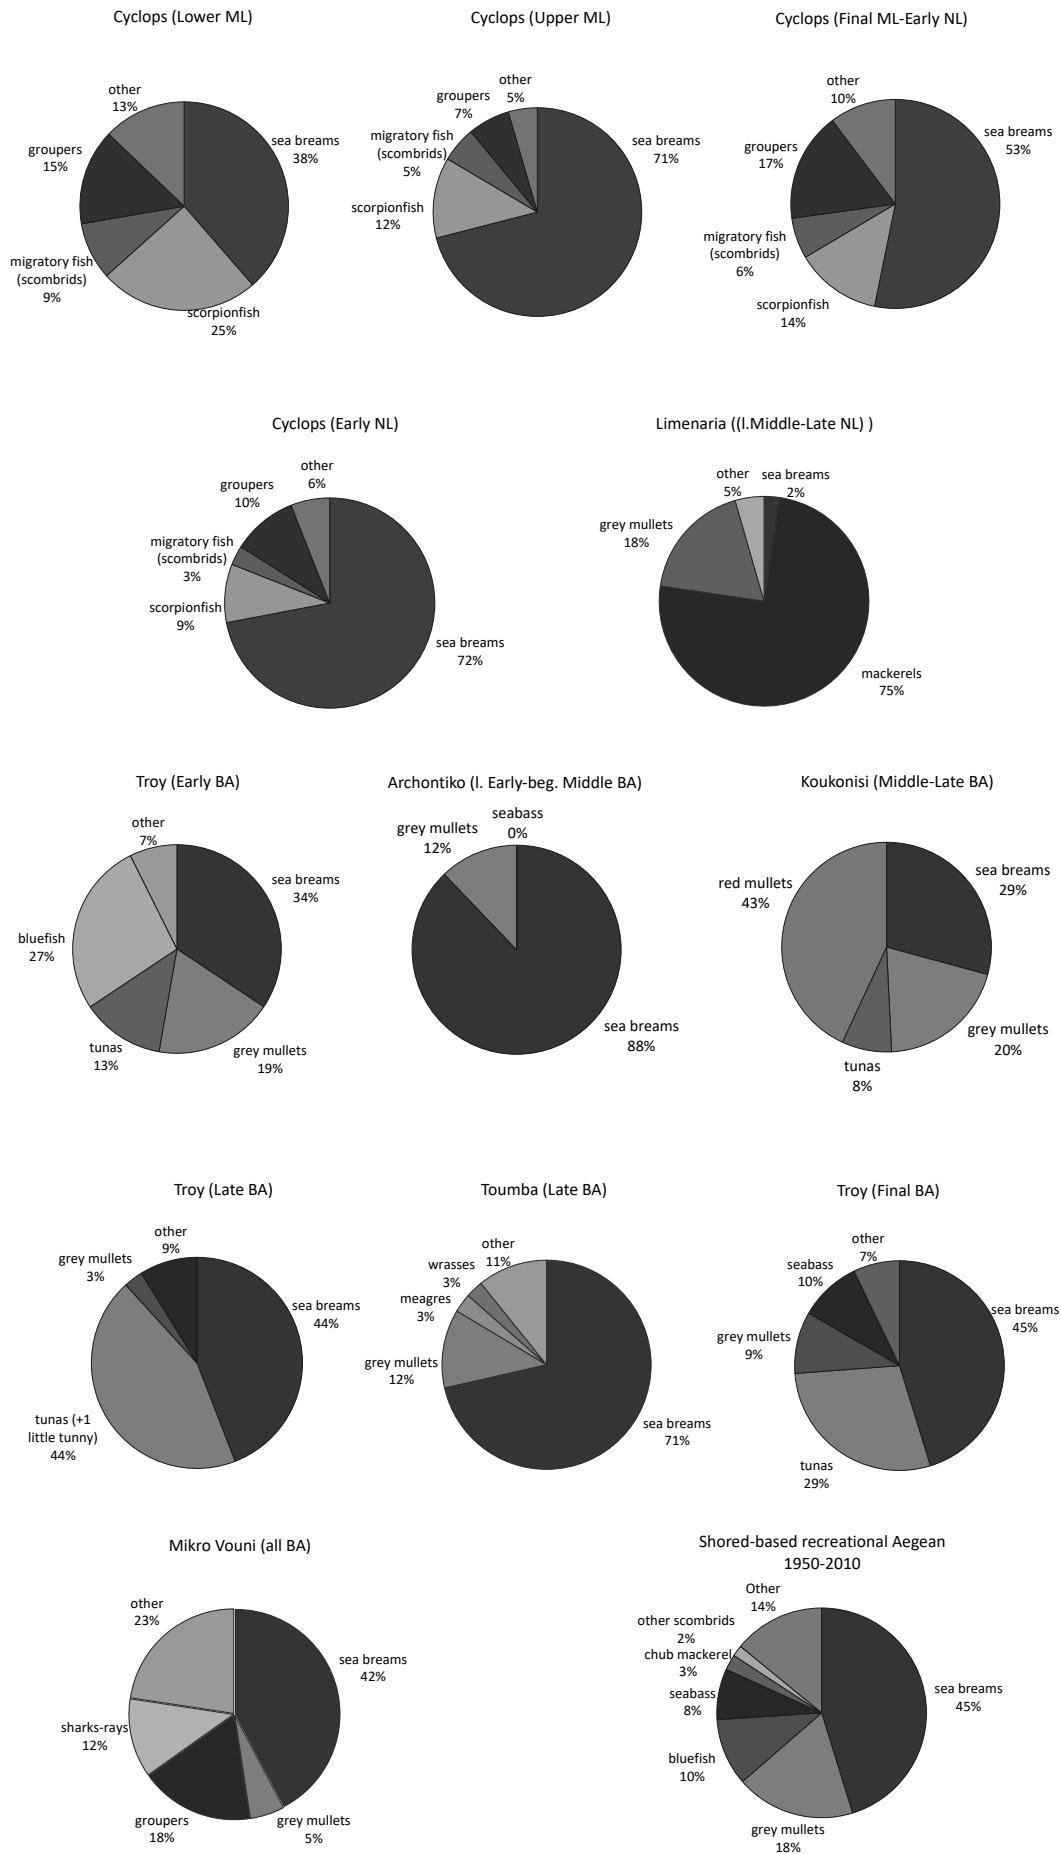 Cyclops (Lower ML)
other
13%
sea breams
38%
groupers
15%
migratory fish
(scombrids)
9%
scorpionfish
25%
Cyclops (Upper ML)
other
5%
groupers
7%
migratory fish
(scombrids)
5%
sea breams
71%
scorpionfish
12%
Cyclops (Final ML-Early NL)
other
10%
sea breams
53%
groupers
17%
migratory fish
(scombrids)
6%
scorpionfish
14%
Cyclops (Early NL)
other
6%
groupers
10%
migratory fish
(scombrids)
3%
scorpionfish
9%
sea breams
72%
Limenaria ((l.Middle-Late NL) )
other
5%
sea breams
2%
grey mullets
18%
mackerels
75%
Troy (Early BA)
other
7%
sea breams
34%
bluefish
27%
tunas
13%
grey mullets
19%
Archontiko (l. Early-beg. Middle BA)
seabass
0%
grey mullets
12%
sea breams
88%
Koukonisi (Middle-Late BA)
red mullets
43%
sea breams
29%
grey mullets
20%
tunas
8%
Troy (Late BA)
other
9%
grey mullets
3%
sea breams
44%
tunas (+1
little tunny)
44%
Toumba (Late BA)
other
11%
wrasses
3%
meagres
3%
grey mullets
12%
sea breams
71%
Troy (Final BA)
other
7%
seabass
10%
sea breams
45%
grey mullets
9%
tunas
29%
Mikro Vouni (all BA)
other
23%
sea breams
42%
sharks-rays
12%
groupers
18%
grey mullets
5%
Shored-based recreational Aegean
1950-2010
Other
14%
other scombrids
2%
chub mackerel
3%
seabass
8%
sea breams
45%
bluefish
10%
grey mullets
18%